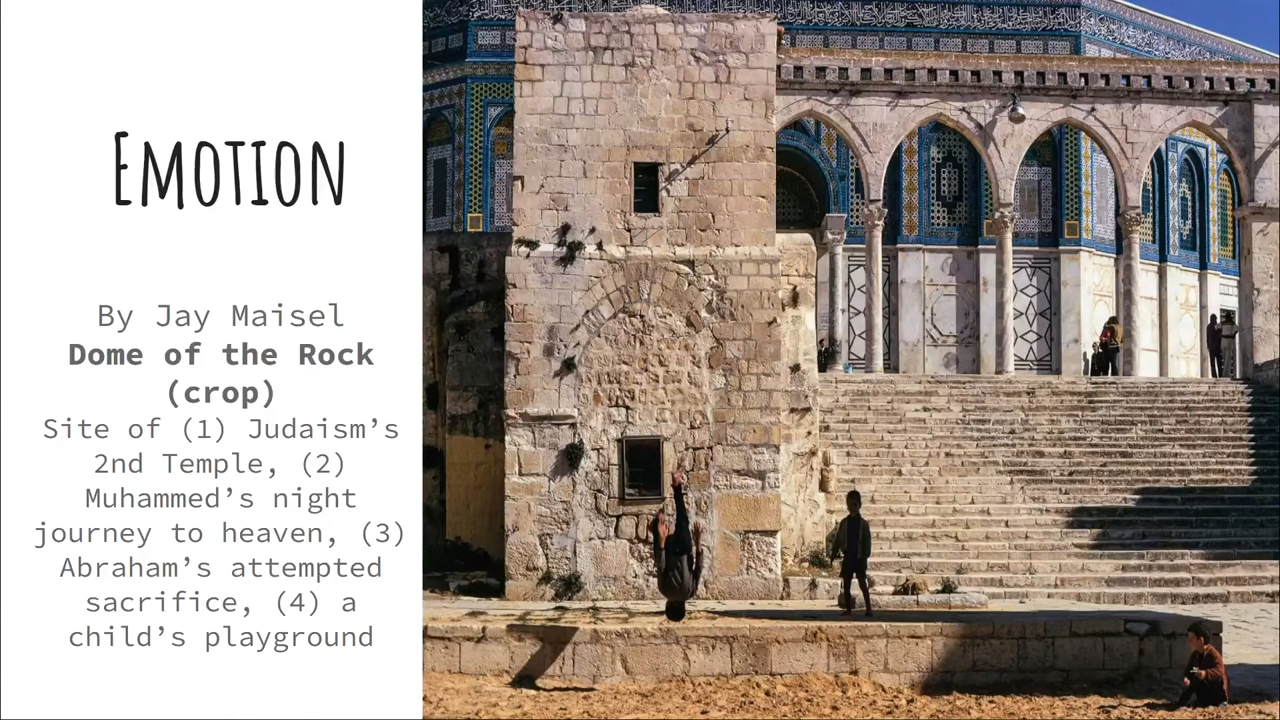 Emotion
By Jay Maisel
Dome of the Rock
(crop)
Site of (1) Judaism’s
2nd Temple, (2)
Muhammed’s night
journey to heaven, (3)
Abraham’s attempted
sacrifice, (4) a
child’s playground